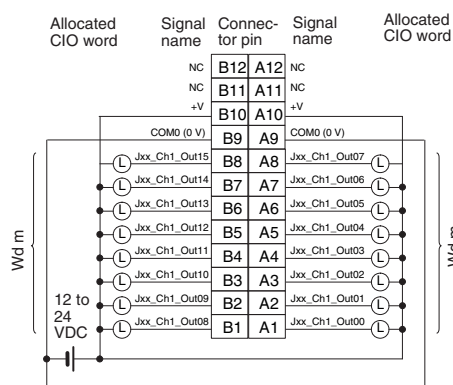 Allocated CIO word Signal name Connec-tor pin Signal name Allocated CIO word
NC B12 A12 NC
NC B11 A11 NC
+V B10 A10 +V
COM0 (0 V) B9 A9 COM0 (0 V)
L Jxx_Ch1_Out15 B8 A8 Jxx_Ch1_Out07 L
L Jxx_Ch1_Out14 B7 A7 Jxx_Ch1_Out06 L
L Jxx_Ch1_Out13 B6 A6 Jxx_Ch1_Out05 L
L Jxx_Ch1_Out12 B5 A5 Jxx_Ch1_Out04 L
L Jxx_Ch1_Out11 B4 A4 Jxx_Ch1_Out03 L
L Jxx_Ch1_Out10 B3 A3 Jxx_Ch1_Out02 L
L Jxx_Ch1_Out09 B2 A2 Jxx_Ch1_Out01 L
L Jxx_Ch1_Out08 B1 A1 Jxx_Ch1_Out00 L
Wd m
Wd m
12 to
24
VDC